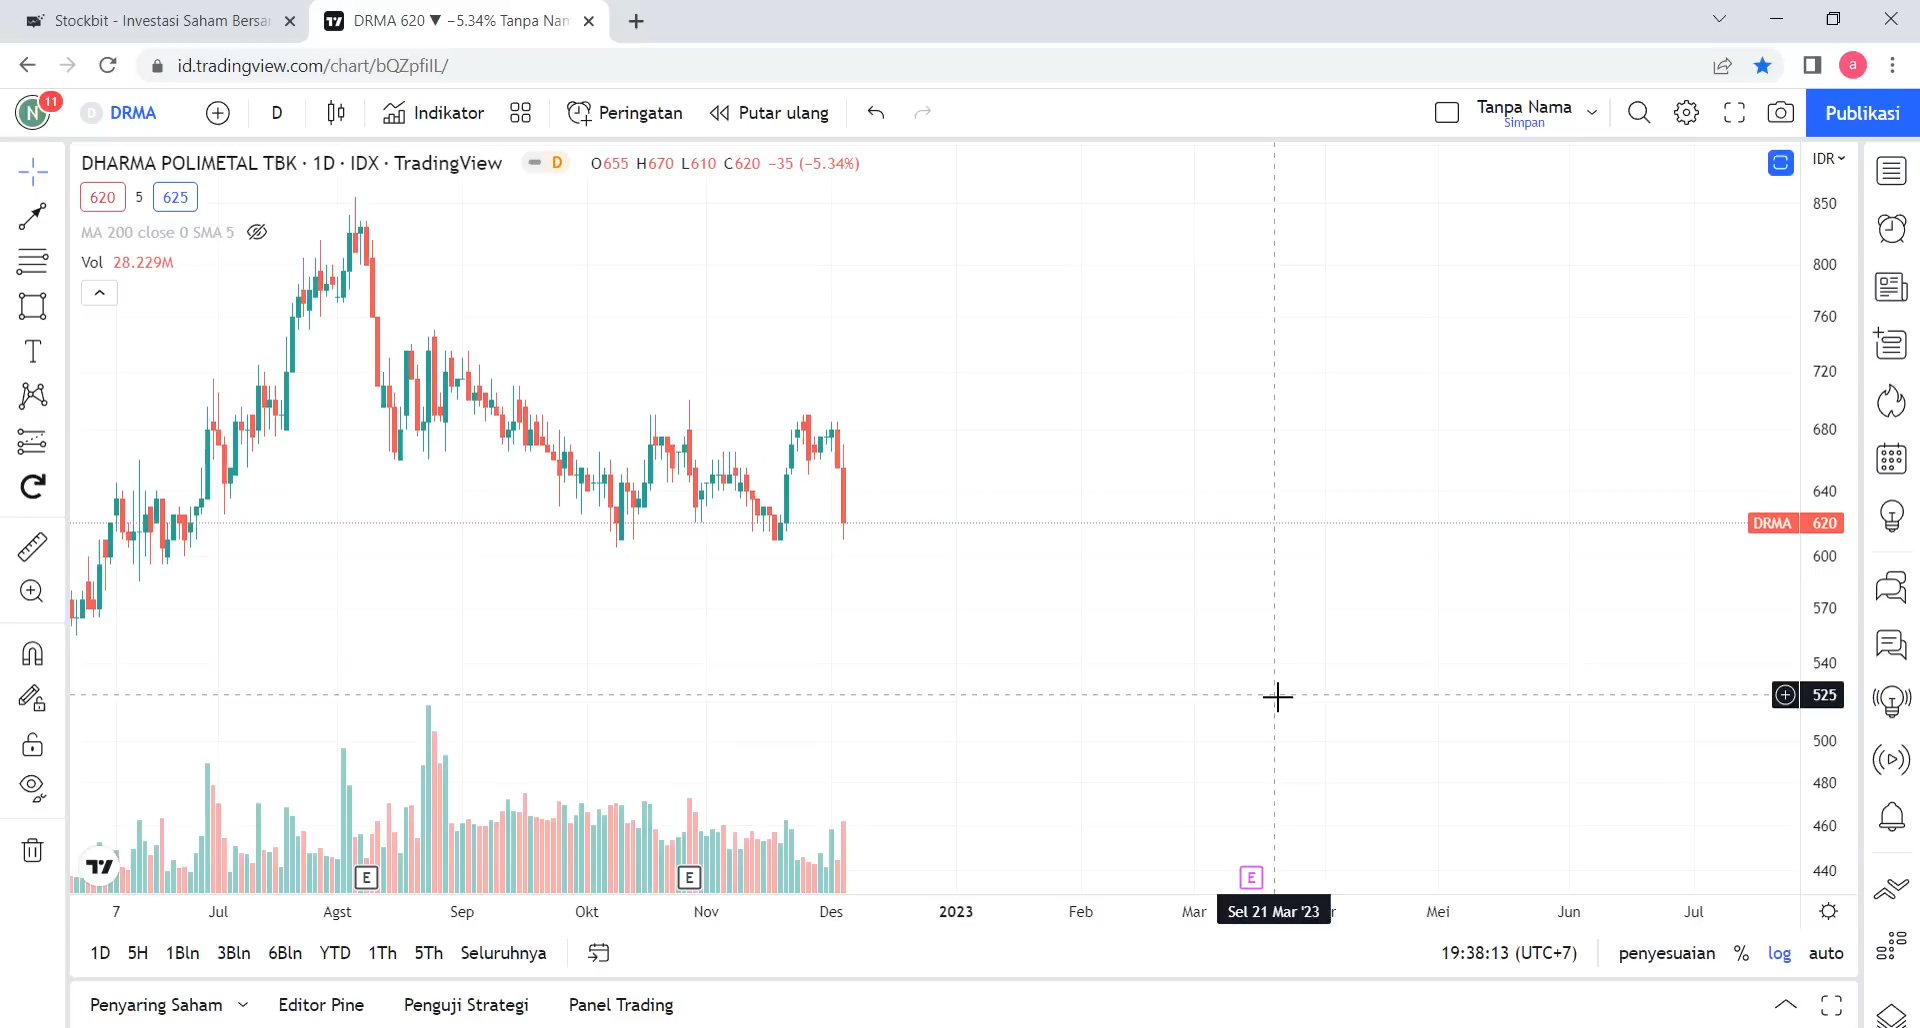 Stockbit - Investasi Saham Bersa
DRMA 620 ▼ −5.34% Tanpa Nam
id.tradingview.com/chart/bQZpfiIL/
a
N 11
D DRMA
D
Indikator
Peringatan
Putar ulang
Tanpa Nama
Simpan
Publikasi
DHARMA POLIMETAL TBK · 1D · IDX · TradingView
D
O655 H670 L610 C620 −35 (−5.34%)
IDR
620 5 625
MA 200 close 0 SMA 5
Vol 28.229M
850
800
760
720
680
640
DRMA 620
600
570
540
525
500
480
460
440
E E E
7 Jul Agst Sep Okt Nov Des 2023 Feb Mar Sel 21 Mar '23 r Mei Jun Jul
1D 5H 1Bln 3Bln 6Bln YTD 1Th 5Th Seluruhnya
19:38:13 (UTC+7) penyesuaian % log auto
Penyaring Saham Editor Pine Penguji Strategi Panel Trading